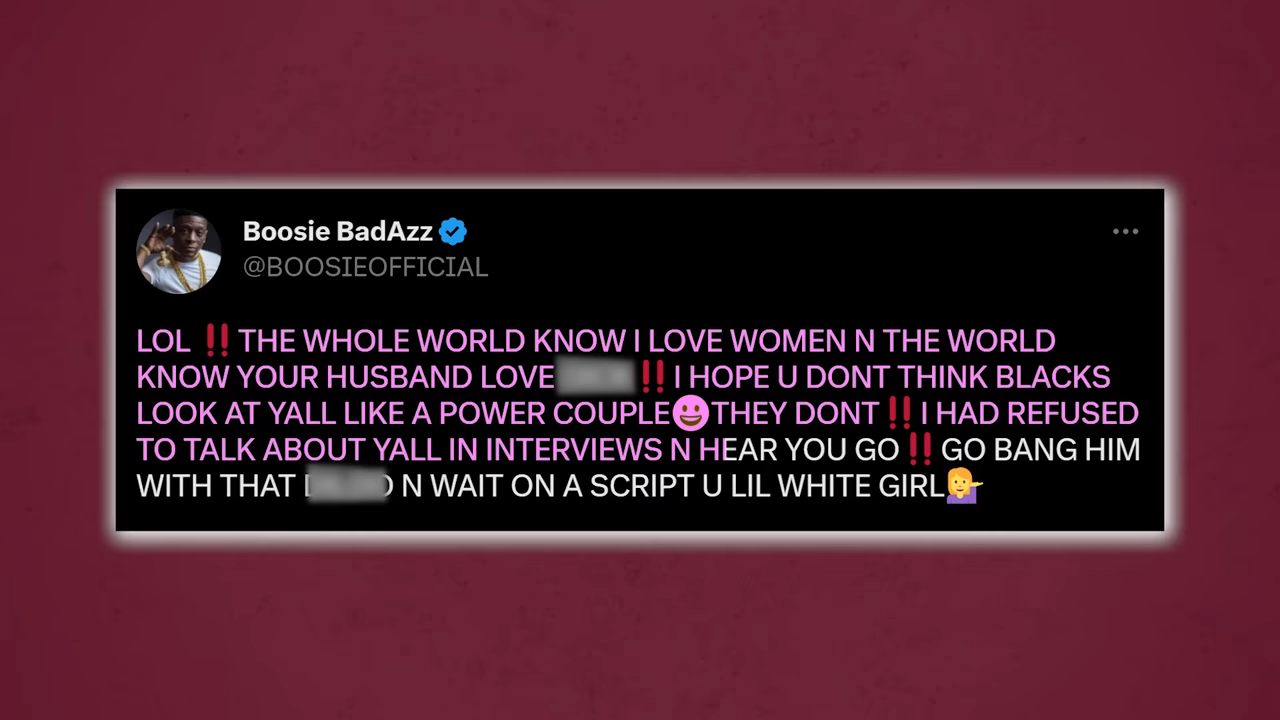 Boosie BadAzz
@BOOSIEOFFICIAL
LOL ‼️ THE WHOLE WORLD KNOW I LOVE WOMEN N THE WORLD
KNOW YOUR HUSBAND LOVE ‼️ I HOPE U DONT THINK BLACKS
LOOK AT YALL LIKE A POWER COUPLE😀THEY DONT‼️I HAD REFUSED
TO TALK ABOUT YALL IN INTERVIEWS N HEAR YOU GO‼️GO BANG HIM
WITH THAT N WAIT ON A SCRIPT U LIL WHITE GIRL💁‍♀️